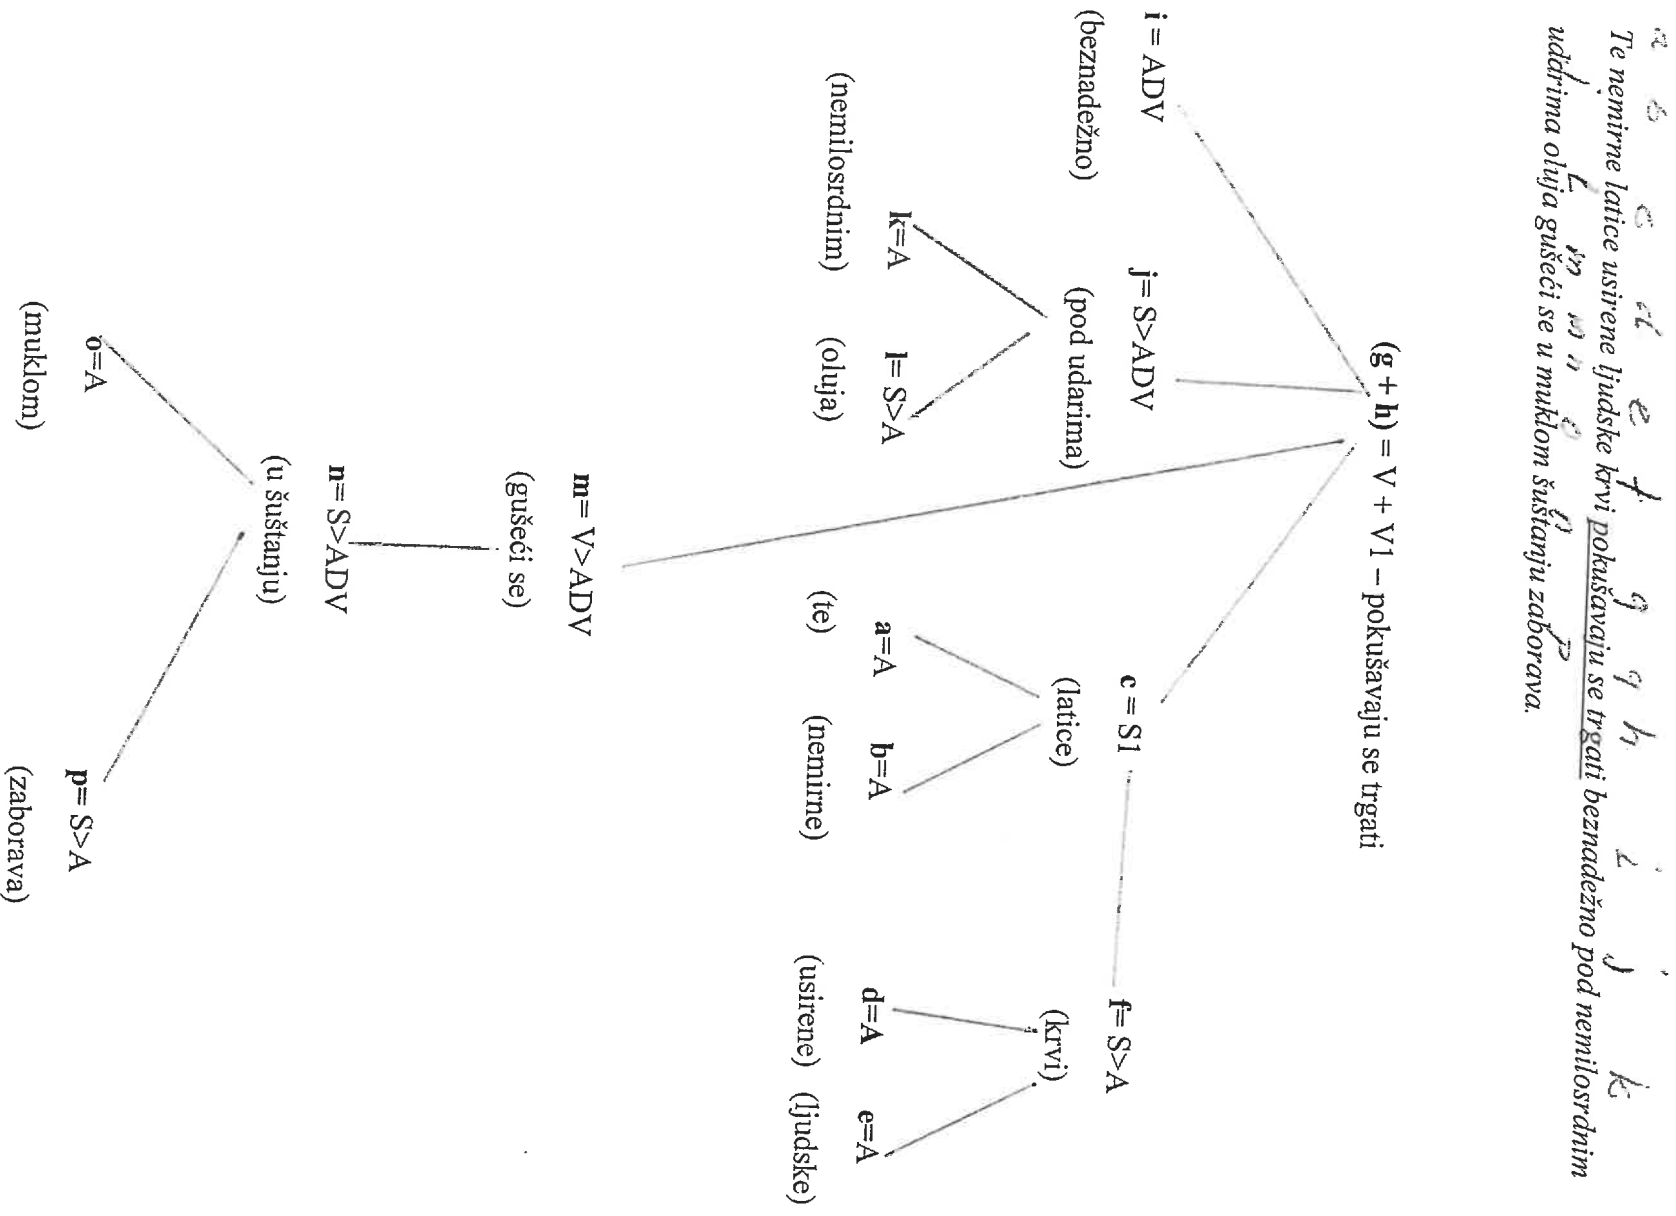 a b c d e f g g h i j k
Te nemirne latice usirene ljudske krvi pokušavaju se trgati beznadežno pod nemilosrdnim
j l m m n o n p
uddrima oluja gušeći se u muklom šuštanju zaborava.
(g + h) = V + V1 – pokušavaju se trgati
i = ADV
(beznadežno)
j= S>ADV
(pod udarima)
c = S1
(latice)
f= S>A
(krvi)
k=A
(nemilosrdnim)
l= S>A
(oluja)
a=A
(te)
b=A
(nemirne)
d=A
(usirene)
e=A
(ljudske)
m= V>ADV
(gušeći se)
n= S>ADV
(u šuštanju)
o=A
(muklom)
p= S>A
(zaborava)